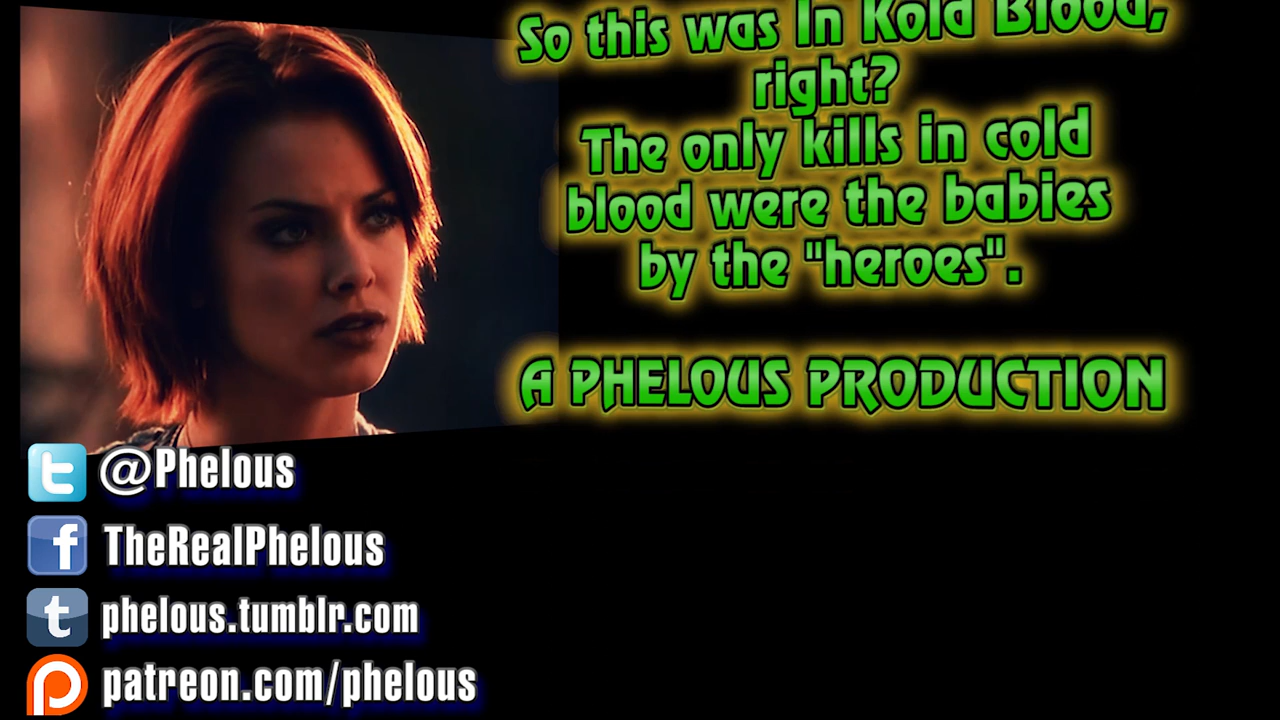 So this was In Kold Blood,
right?
The only kills in cold
blood were the babies
by the "heroes".
A PHELOUS PRODUCTION
@Phelous
TheRealPhelous
phelous.tumblr.com
patreon.com/phelous